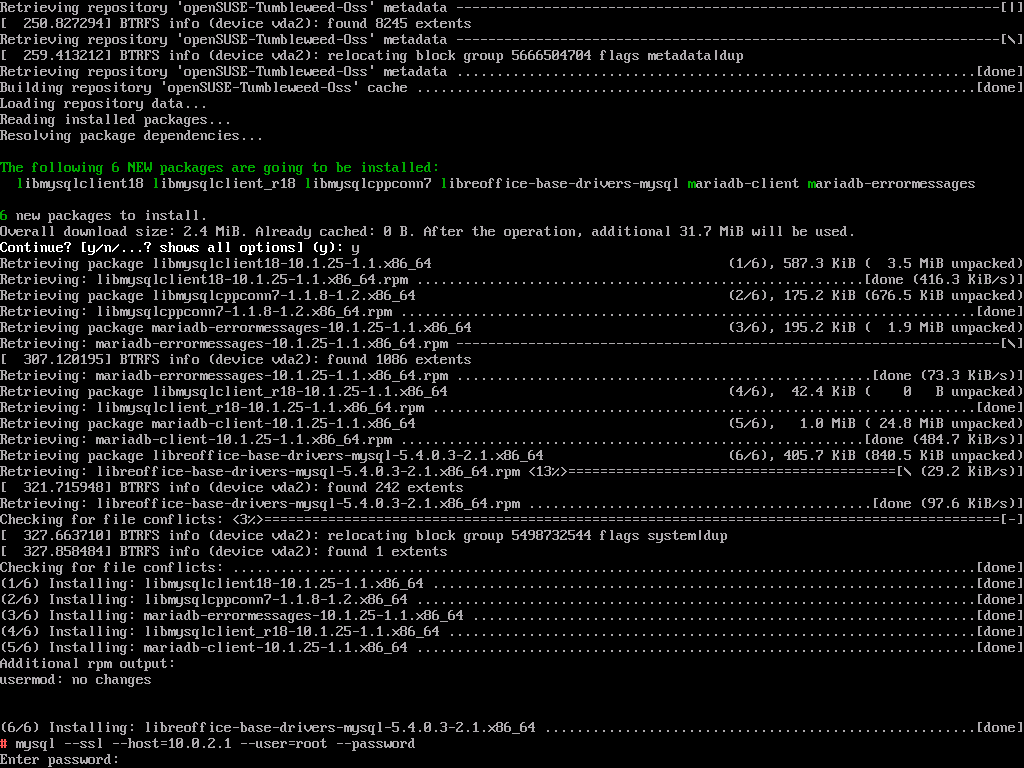 Retrieving repository 'openSUSE-Tumbleweed-Oss' metadata ----------------------------------------------------------------------[|]
[  250.827294] BTRFS info (device vda2): found 8245 extents
Retrieving repository 'openSUSE-Tumbleweed-Oss' metadata ----------------------------------------------------------------------[\]
[  259.413212] BTRFS info (device vda2): relocating block group 5666504704 flags metadata|dup
Retrieving repository 'openSUSE-Tumbleweed-Oss' metadata .................................................................[done]
Building repository 'openSUSE-Tumbleweed-Oss' cache ......................................................................[done]
Loading repository data...
Reading installed packages...
Resolving package dependencies...
The following 6 NEW packages are going to be installed:
  libmysqlclient18 libmysqlclient_r18 libmysqlcppconn7 libreoffice-base-drivers-mysql mariadb-client mariadb-errormessages
6 new packages to install.
Overall download size: 2.4 MiB. Already cached: 0 B. After the operation, additional 31.7 MiB will be used.
Continue? [y/n/...? shows all options] (y): y
Retrieving package libmysqlclient18-10.1.25-1.1.x86_64                                     (1/6), 587.3 KiB (  3.5 MiB unpacked)
Retrieving: libmysqlclient18-10.1.25-1.1.x86_64.rpm ........................................................[done (416.3 KiB/s)]
Retrieving package libmysqlcppconn7-1.1.8-1.2.x86_64                                       (2/6), 175.2 KiB (676.5 KiB unpacked)
Retrieving: libmysqlcppconn7-1.1.8-1.2.x86_64.rpm ........................................................................[done]
Retrieving package mariadb-errormessages-10.1.25-1.1.x86_64                                (3/6), 195.2 KiB (  1.9 MiB unpacked)
Retrieving: mariadb-errormessages-10.1.25-1.1.x86_64.rpm --------------------------------------------------------------------[\]
[  307.120195] BTRFS info (device vda2): found 1086 extents
Retrieving: mariadb-errormessages-10.1.25-1.1.x86_64.rpm ....................................................[done (73.3 KiB/s)]
Retrieving package libmysqlclient_r18-10.1.25-1.1.x86_64                                   (4/6),  42.4 KiB (    0   B unpacked)
Retrieving: libmysqlclient_r18-10.1.25-1.1.x86_64.rpm ....................................................................[done]
Retrieving package mariadb-client-10.1.25-1.1.x86_64                                       (5/6),   1.0 MiB ( 24.8 MiB unpacked)
Retrieving: mariadb-client-10.1.25-1.1.x86_64.rpm ..........................................................[done (484.7 KiB/s)]
Retrieving package libreoffice-base-drivers-mysql-5.4.0.3-2.1.x86_64                       (6/6), 405.7 KiB (840.5 KiB unpacked)
Retrieving: libreoffice-base-drivers-mysql-5.4.0.3-2.1.x86_64.rpm <13%>=========================================[\ (29.2 KiB/s)]
[  321.715948] BTRFS info (device vda2): found 242 extents
Retrieving: libreoffice-base-drivers-mysql-5.4.0.3-2.1.x86_64.rpm ...........................................[done (97.6 KiB/s)]
Checking for file conflicts: <3%>============================================================================================[-]
[  327.663710] BTRFS info (device vda2): relocating block group 5498732544 flags system|dup
[  327.858484] BTRFS info (device vda2): found 1 extents
Checking for file conflicts: .............................................................................................[done]
(1/6) Installing: libmysqlclient18-10.1.25-1.1.x86_64 ....................................................................[done]
(2/6) Installing: libmysqlcppconn7-1.1.8-1.2.x86_64 ......................................................................[done]
(3/6) Installing: mariadb-errormessages-10.1.25-1.1.x86_64 ...............................................................[done]
(4/6) Installing: libmysqlclient_r18-10.1.25-1.1.x86_64 ..................................................................[done]
(5/6) Installing: mariadb-client-10.1.25-1.1.x86_64 ......................................................................[done]
Additional rpm output:
usermod: no changes
(6/6) Installing: libreoffice-base-drivers-mysql-5.4.0.3-2.1.x86_64 ......................................................[done]
# mysql --ssl --host=10.0.2.1 --user=root --password
Enter password: